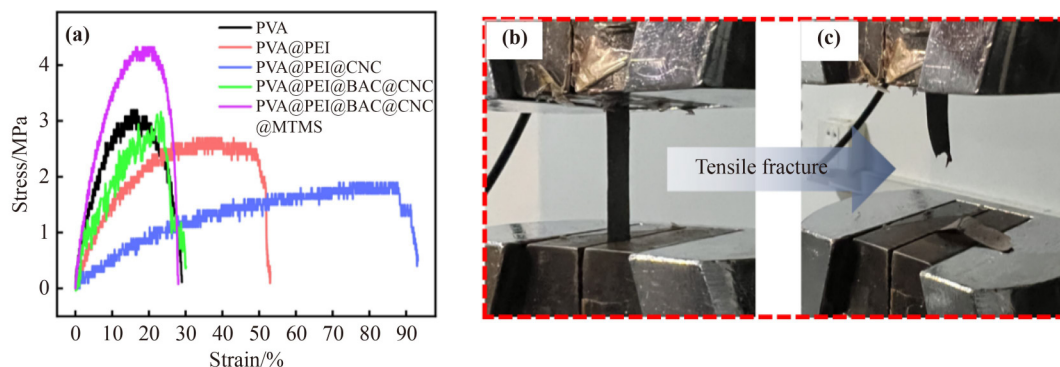 (a)
PVA
PVA@PEI
PVA@PEI@CNC
PVA@PEI@BAC@CNC
PVA@PEI@BAC@CNC
@MTMS
Stress/MPa
4
3
2
1
0
0 10 20 30 40 50 60 70 80 90
Strain/%
(b)
Tensile fracture
(c)